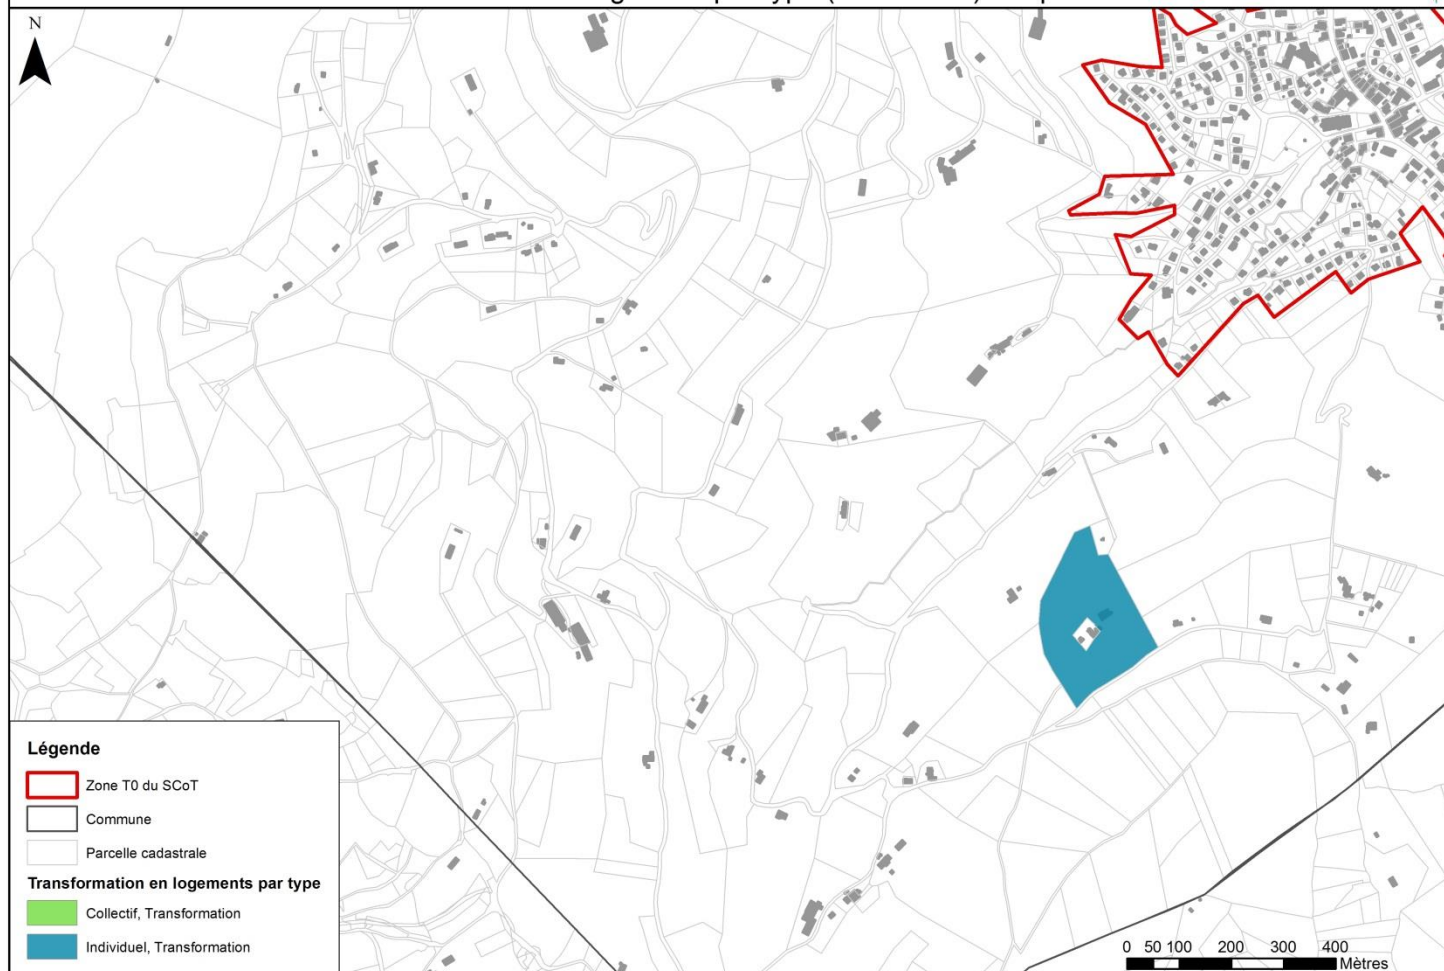 N
Légende
Zone T0 du SCoT
Commune
Parcelle cadastrale
Transformation en logements par type
Collectif, Transformation
Individuel, Transformation
0 50 100 200 300 400
Mètres